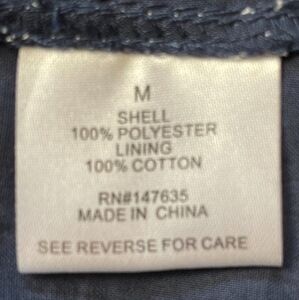 M
SHELL
100% POLYESTER
LINING
100% COTTON
RN#147635
MADE IN CHINA
SEE REVERSE FOR CARE